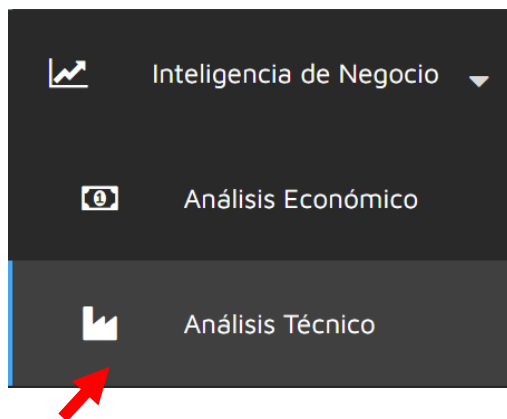 Inteligencia de Negocio
Análisis Económico
Análisis Técnico